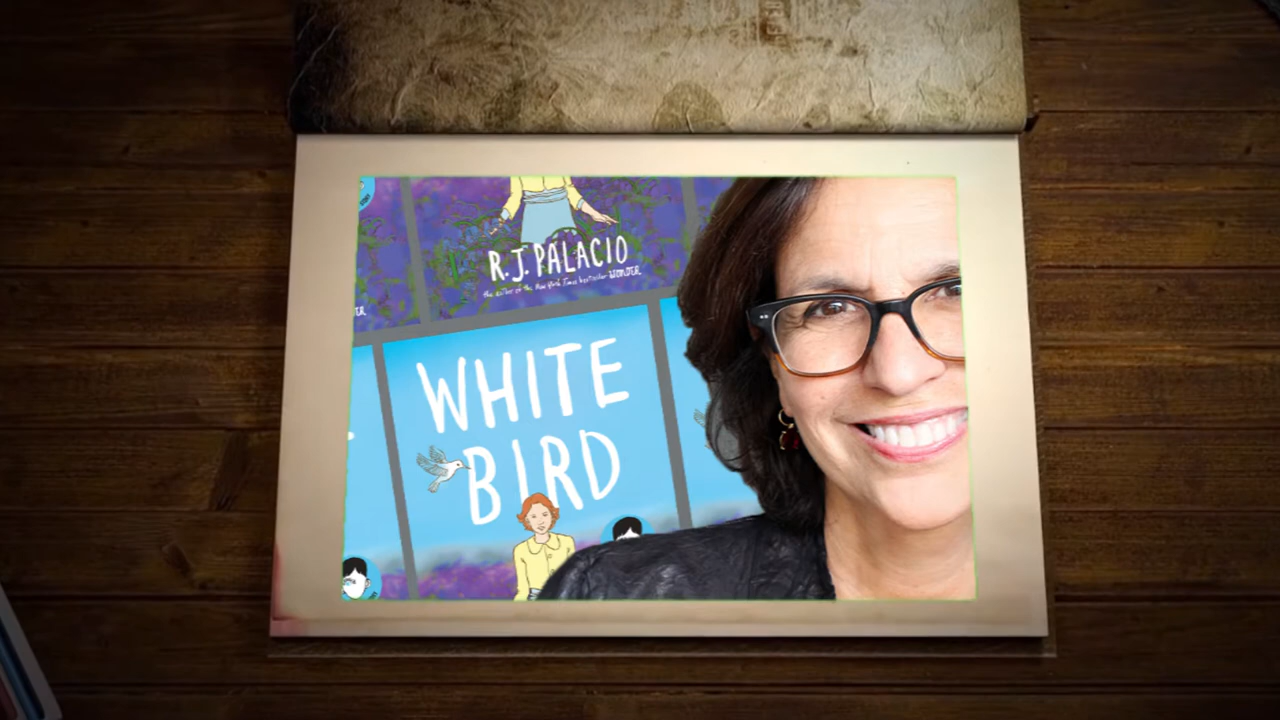 R.J. PALACIO
the author of the New York Times bestseller WONDER
WHITE
BIRD